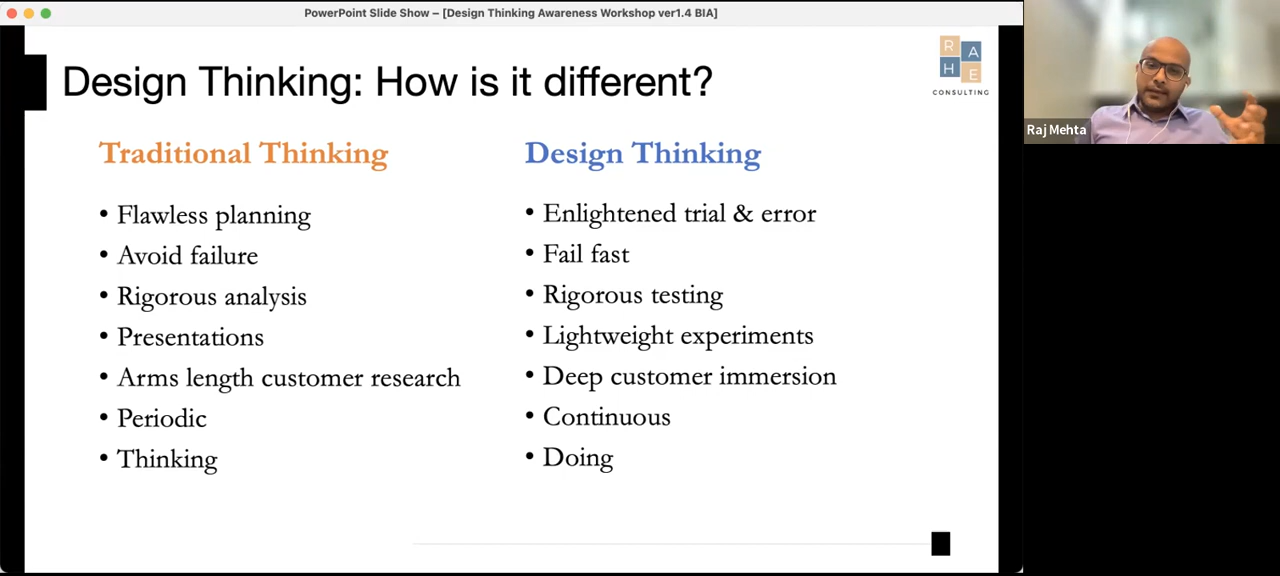 PowerPoint Slide Show – [Design Thinking Awareness Workshop ver1.4 BIA]
Design Thinking: How is it different?
R A
H E
CONSULTING
Traditional Thinking
• Flawless planning
• Avoid failure
• Rigorous analysis
• Presentations
• Arms length customer research
• Periodic
• Thinking
Design Thinking
• Enlightened trial & error
• Fail fast
• Rigorous testing
• Lightweight experiments
• Deep customer immersion
• Continuous
• Doing
Raj Mehta